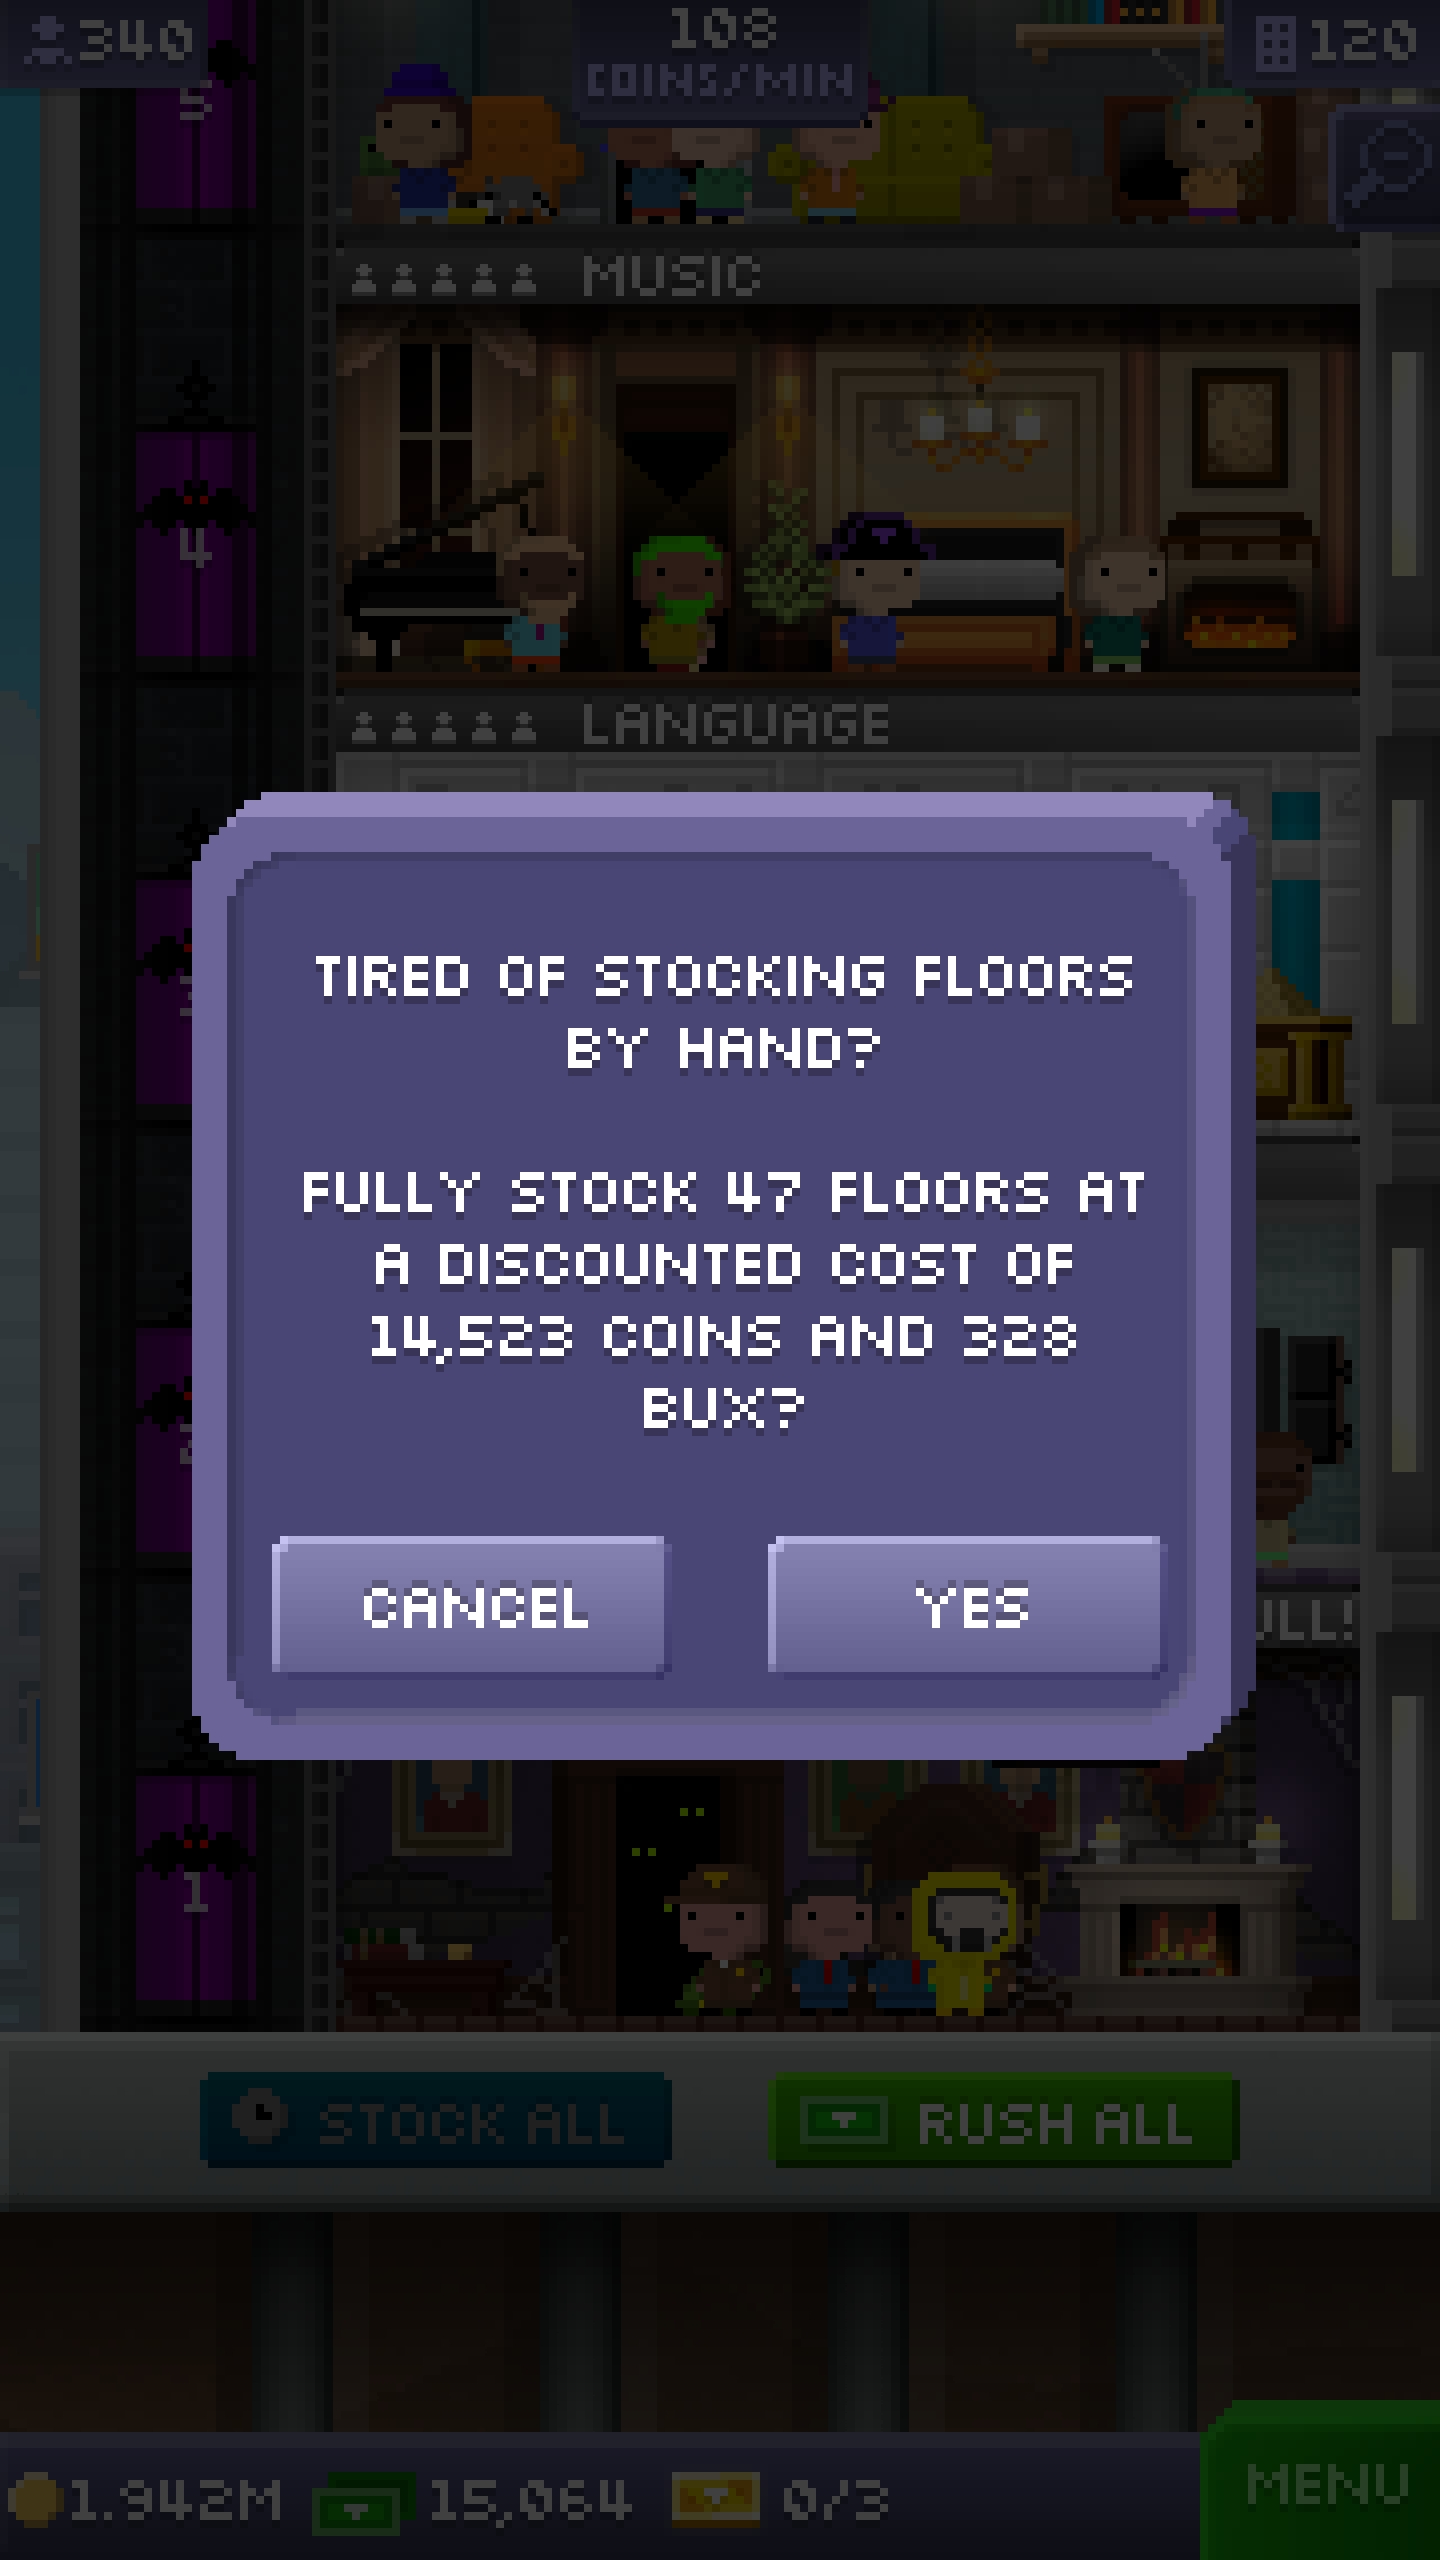 340
108
COINS/MIN
120
5
MUSIC
4
LANGUAGE
TIRED OF STOCKING FLOORS
BY HAND?
FULLY STOCK 47 FLOORS AT
A DISCOUNTED COST OF
14,523 COINS AND 328
BUX?
CANCEL
YES
1
STOCK ALL
RUSH ALL
1.942M
15,064
0/3
MENU